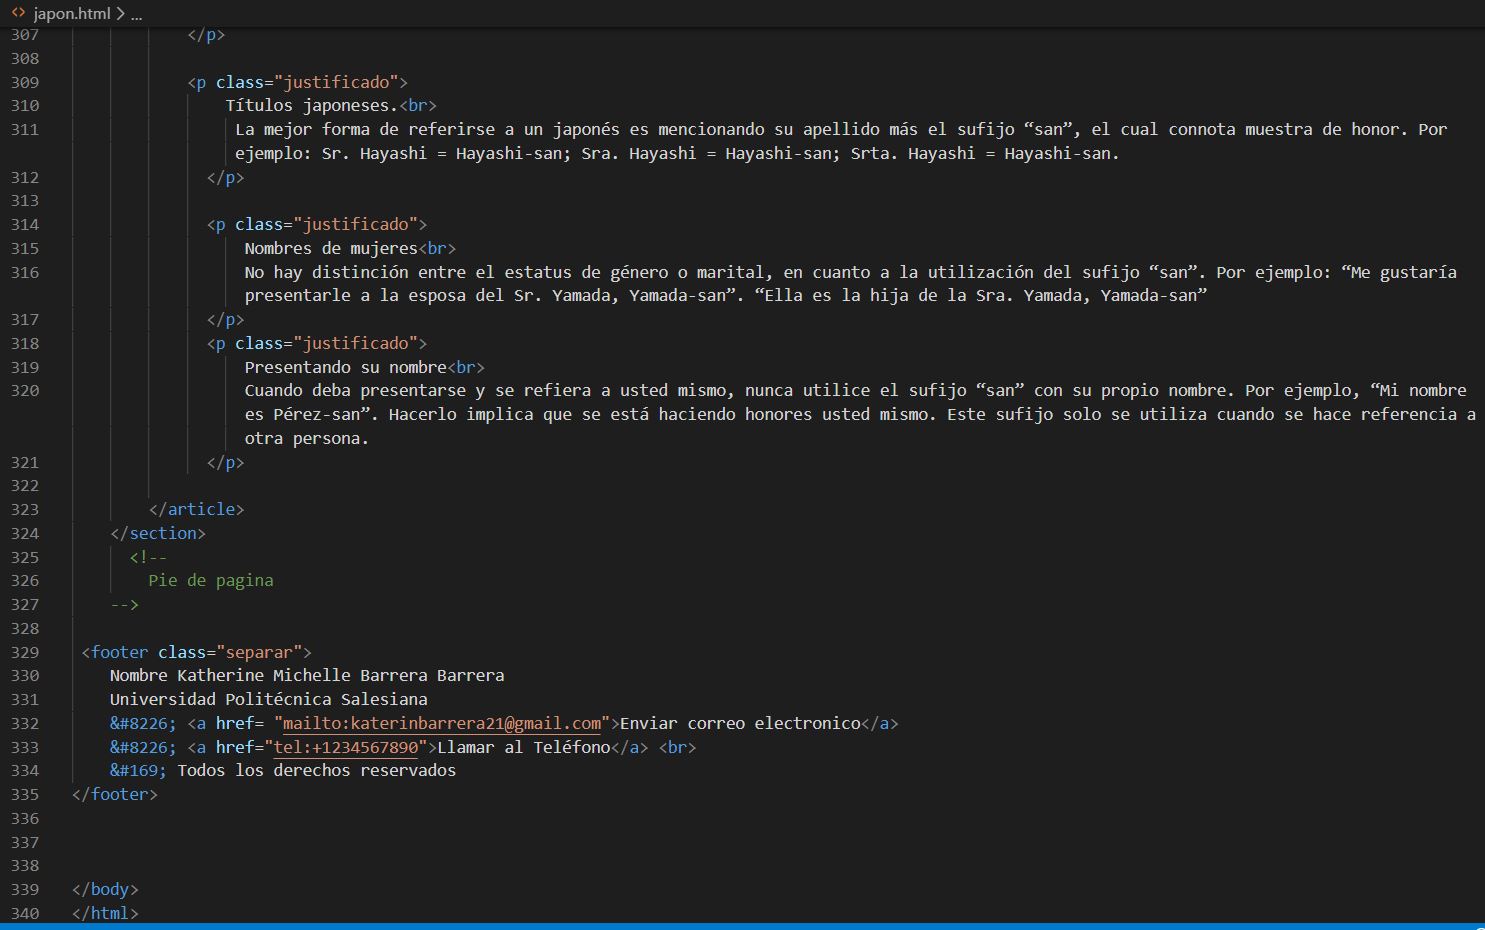 <> japon.html > ...
307 </p>
308
309 <p class="justificado">
310 Títulos japoneses.<br>
311 La mejor forma de referirse a un japonés es mencionando su apellido más el sufijo “san”, el cual connota muestra de honor. Por
ejemplo: Sr. Hayashi = Hayashi-san; Sra. Hayashi = Hayashi-san; Srta. Hayashi = Hayashi-san.
312 </p>
313
314 <p class="justificado">
315 Nombres de mujeres<br>
316 No hay distinción entre el estatus de género o marital, en cuanto a la utilización del sufijo “san”. Por ejemplo: “Me gustaría
presentarle a la esposa del Sr. Yamada, Yamada-san”. “Ella es la hija de la Sra. Yamada, Yamada-san”
317 </p>
318 <p class="justificado">
319 Presentando su nombre<br>
320 Cuando deba presentarse y se refiera a usted mismo, nunca utilice el sufijo “san” con su propio nombre. Por ejemplo, “Mi nombre
es Pérez-san”. Hacerlo implica que se está haciendo honores usted mismo. Este sufijo solo se utiliza cuando se hace referencia a
otra persona.
321 </p>
322
323 </article>
324 </section>
325 <!--
326 Pie de pagina
327 -->
328
329 <footer class="separar">
330 Nombre Katherine Michelle Barrera Barrera
331 Universidad Politécnica Salesiana
332 &#8226; <a href= "mailto:katerinbarrera21@gmail.com">Enviar correo electronico</a>
333 &#8226; <a href="tel:+1234567890">Llamar al Teléfono</a> <br>
334 &#169; Todos los derechos reservados
335 </footer>
336
337
338
339 </body>
340 </html>